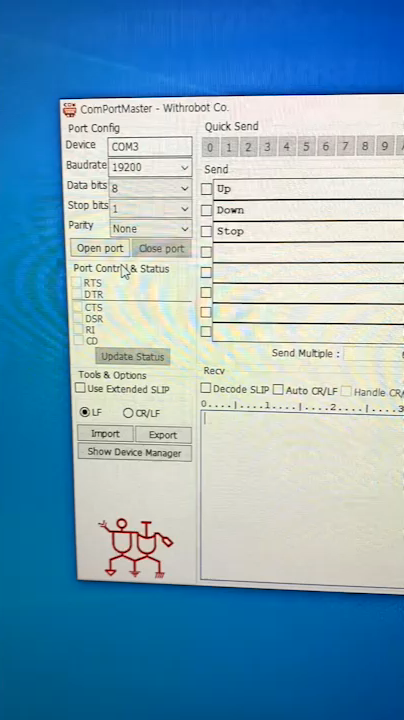 ComPortMaster - Withrobot Co.
Port Config
Device COM3
Baudrate 19200
Data bits 8
Stop bits 1
Parity None
Open port Close port
Port Control & Status
RTS
DTR
CTS
DSR
RI
CD
Update Status
Tools & Options
Use Extended SLIP
LF CR/LF
Import Export
Show Device Manager
Quick Send
0 1 2 3 4 5 6 7 8 9
Send
Up
Down
Stop
Send Multiple :
Recv
Decode SLIP Auto CR/LF Handle CR/
0....|....1....|....2....|....3